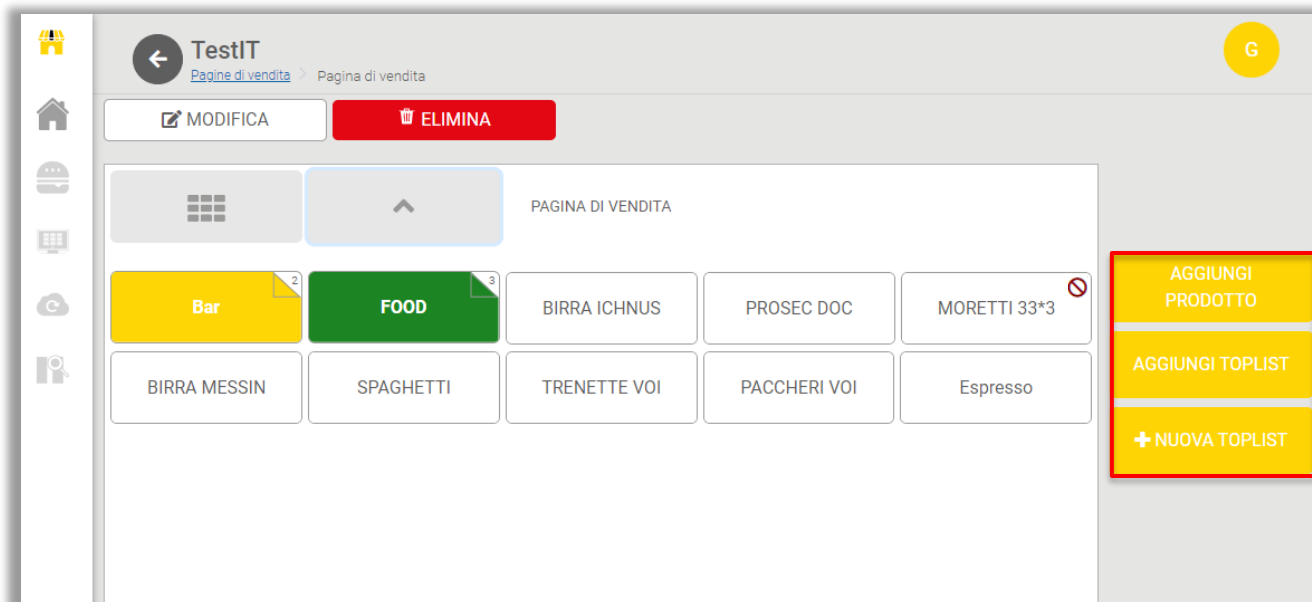 TestIT
G
Pagine di vendita > Pagina di vendita
MODIFICA
ELIMINA
PAGINA DI VENDITA
Bar 2
FOOD 3
BIRRA ICHNUS
PROSEC DOC
MORETTI 33*3
BIRRA MESSIN
SPAGHETTI
TRENETTE VOI
PACCHERI VOI
Espresso
AGGIUNGI
PRODOTTO
AGGIUNGI TOPLIST
+ NUOVA TOPLIST